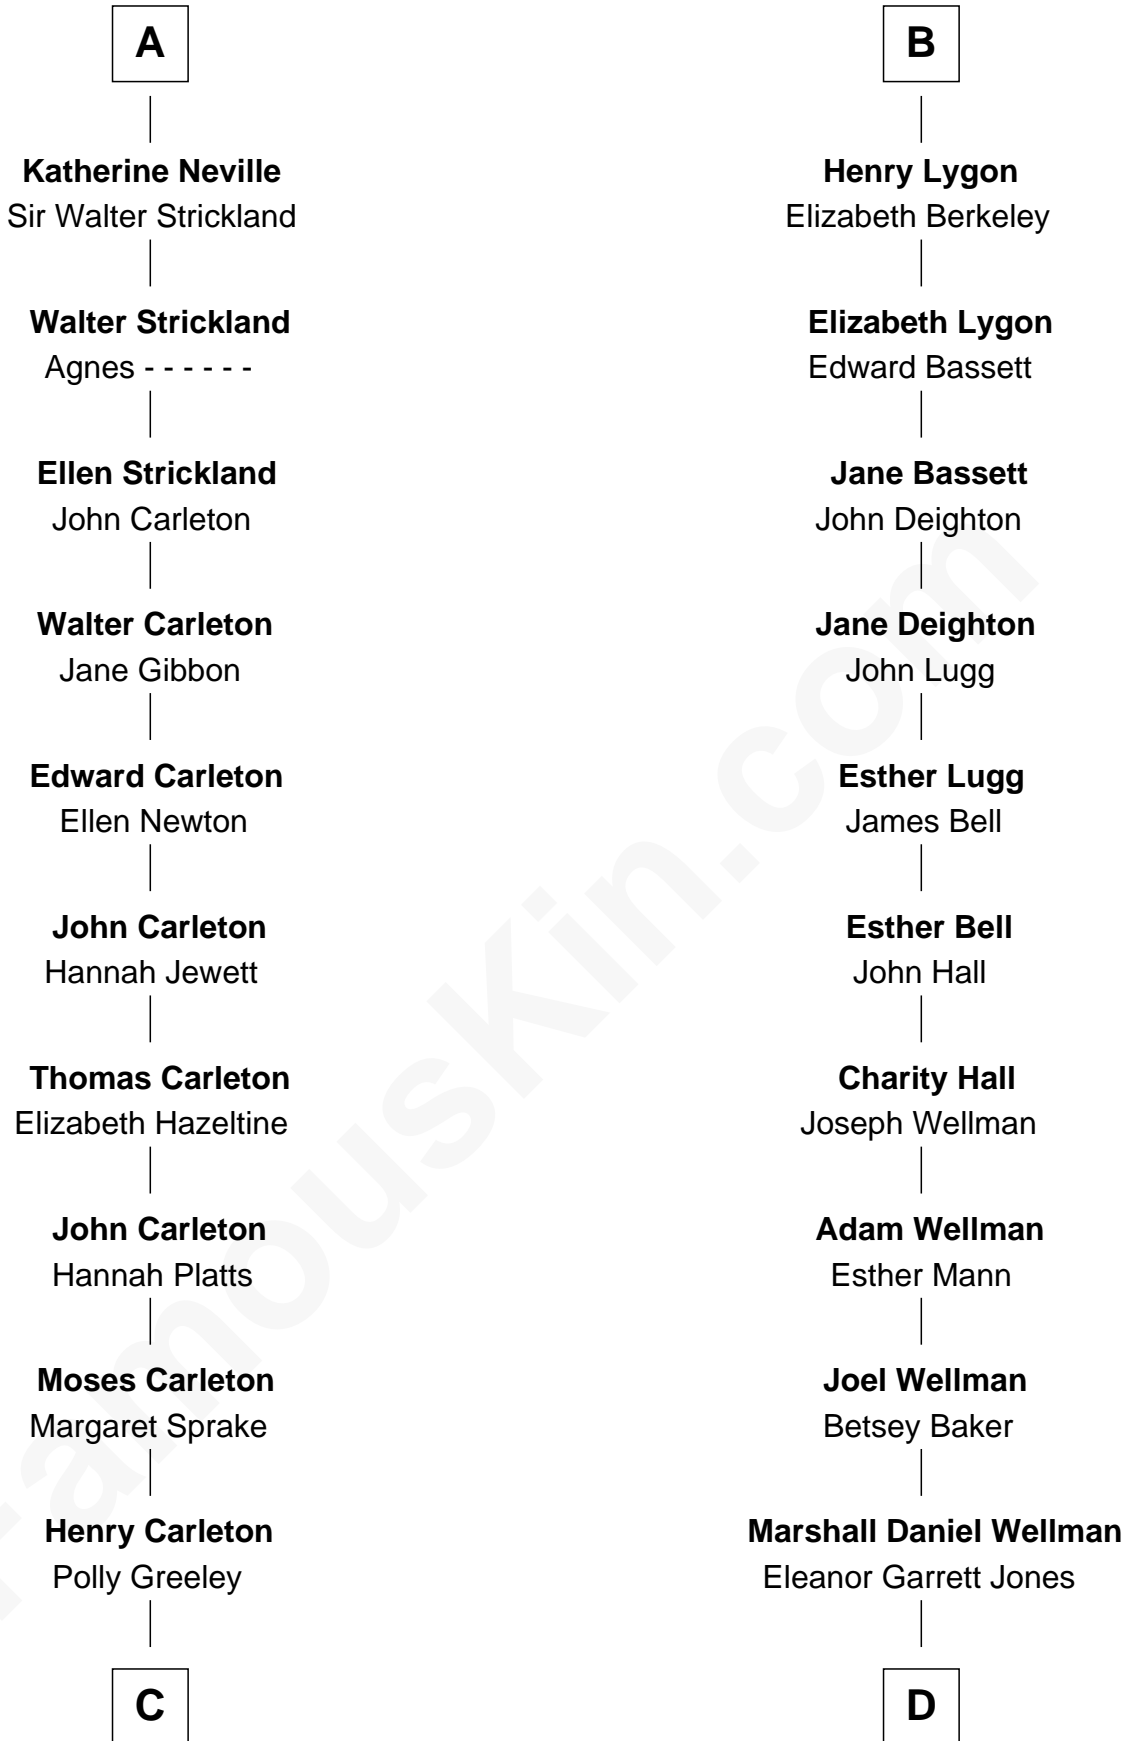 A
Katherine Neville
Sir Walter Strickland
Walter Strickland
Agnes - - - - - -
Ellen Strickland
John Carleton
Walter Carleton
Jane Gibbon
Edward Carleton
Ellen Newton
John Carleton
Hannah Jewett
Thomas Carleton
Elizabeth Hazeltine
John Carleton
Hannah Platts
Moses Carleton
Margaret Sprake
Henry Carleton
Polly Greeley
C
B
Henry Lygon
Elizabeth Berkeley
Elizabeth Lygon
Edward Bassett
Jane Bassett
John Deighton
Jane Deighton
John Lugg
Esther Lugg
James Bell
Esther Bell
John Hall
Charity Hall
Joseph Wellman
Adam Wellman
Esther Mann
Joel Wellman
Betsey Baker
Marshall Daniel Wellman
Eleanor Garrett Jones
D
FamousKin.com